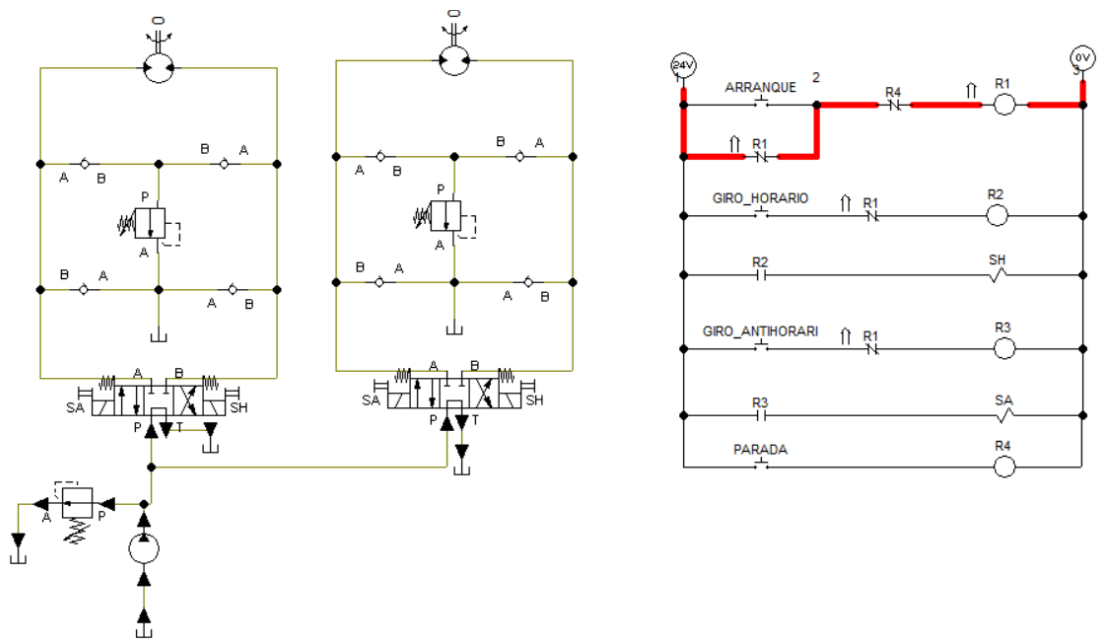 O
O
24V
1
ARRANQUE
2
R4
R1
0V
3
R1
B A
A B
P
A
B A
A B
B A
A B
P
A
B A
A B
GIRO_HORARIO
R1
R2
R2
SH
GIRO_ANTIHORARI
R1
R3
R3
SA
PARADA
R4
A B
SA
SH
P T
A B
SA
SH
P T
A P